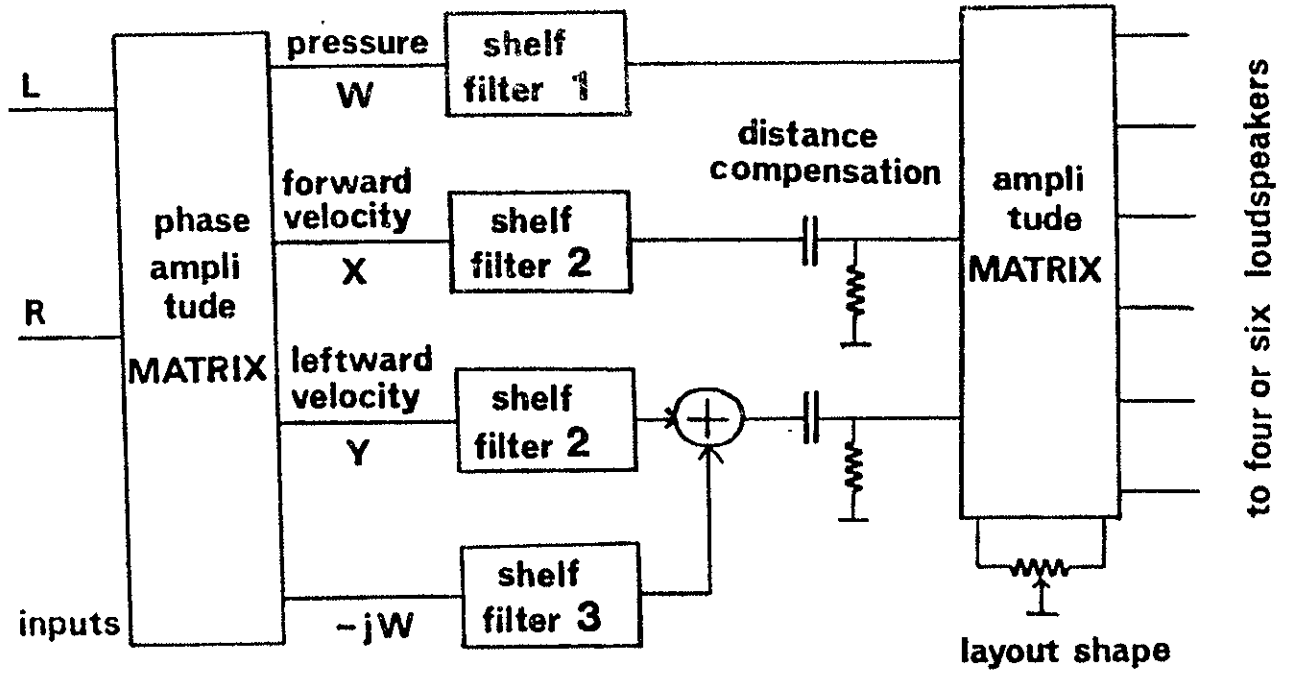 L
R
inputs
phase
ampli
tude
MATRIX
pressure
W
shelf
filter 1
forward
velocity
X
shelf
filter 2
leftward
velocity
Y
shelf
filter 2
+
-jW
shelf
filter 3
distance
compensation
ampli
tude
MATRIX
layout shape
to four or six loudspeakers